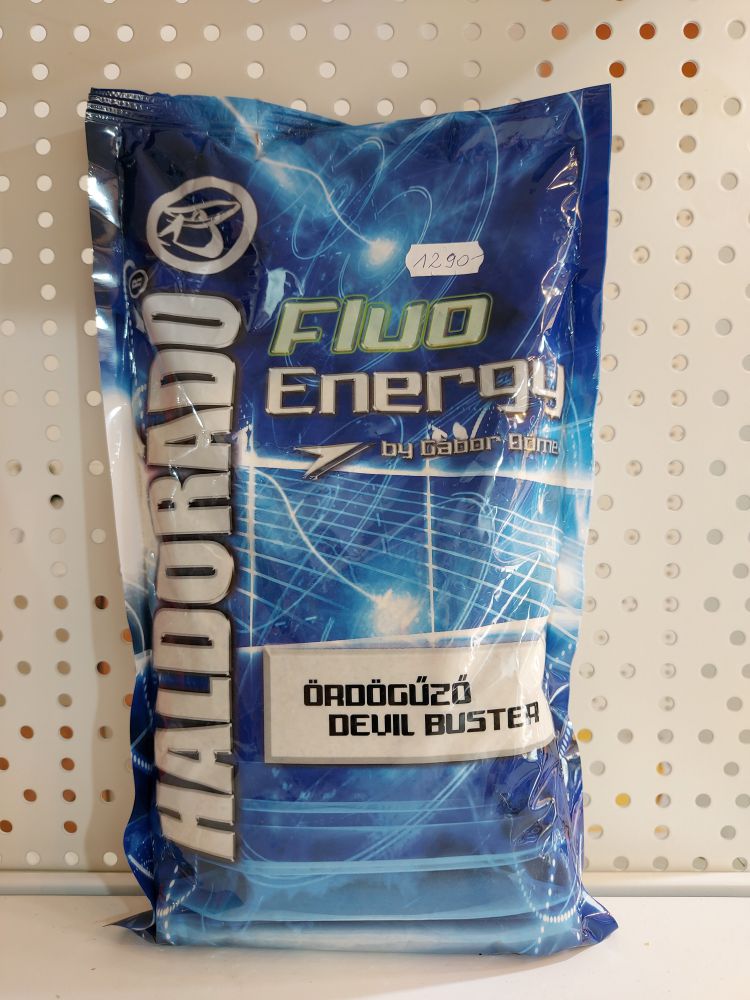 HALDORÁDÓ
®
1290-
Fluo
Energy
by Gábor Döme
ÖRDÖGŰZŐ
DEVIL BUSTER